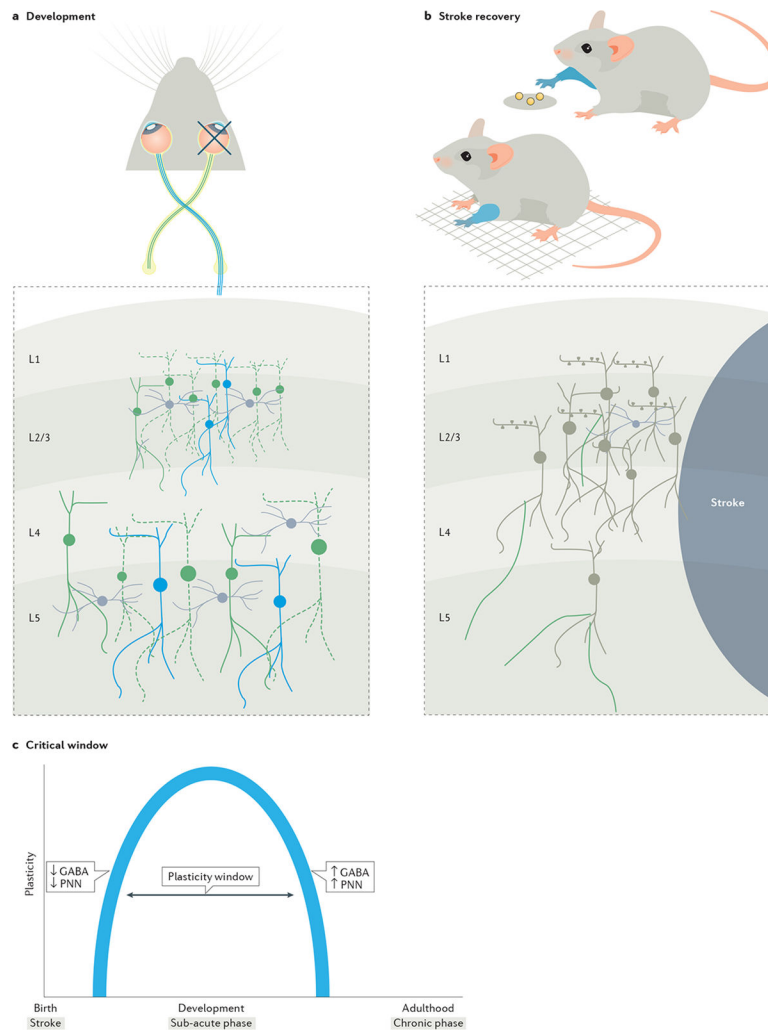 a Development
b Stroke recovery
L1
L2/3
L4
L5
L1
L2/3
L4
L5
Stroke
c Critical window
Plasticity
↓ GABA
↓ PNN
Plasticity window
↑ GABA
↑ PNN
Birth
Stroke
Development
Sub-acute phase
Adulthood
Chronic phase